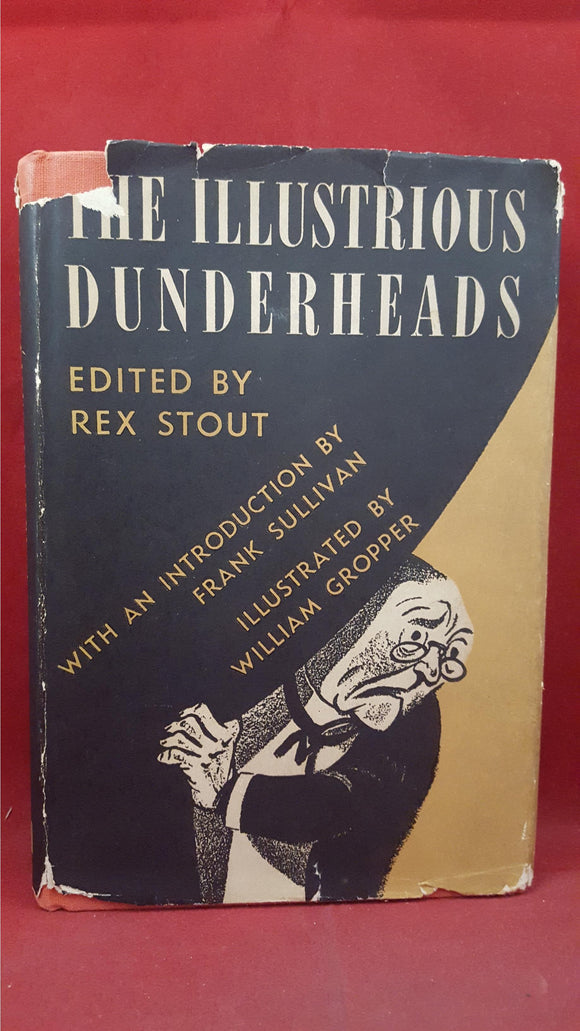 THE ILLUSTRIOUS
DUNDERHEADS
EDITED BY
REX STOUT
WITH AN INTRODUCTION BY
FRANK SULLIVAN
ILLUSTRATED BY
WILLIAM GROPPER